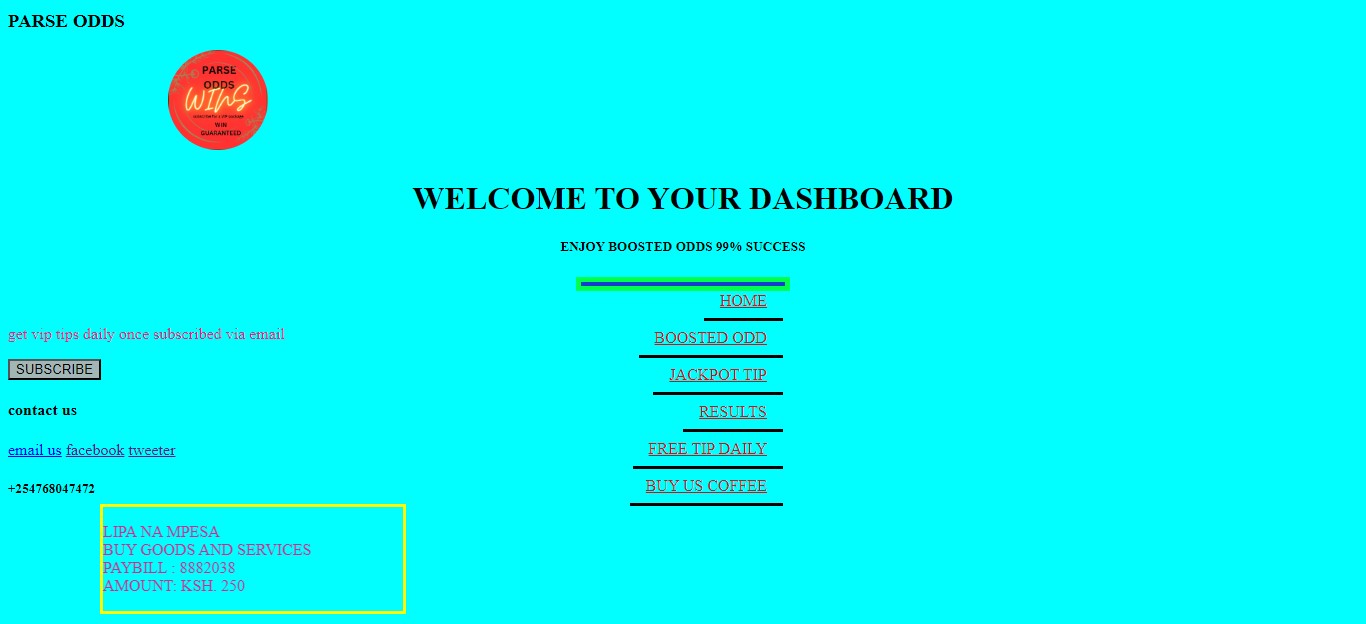 PARSE ODDS
PARSE
ODDS
WINS
WIN
GUARANTEED
WELCOME TO YOUR DASHBOARD
ENJOY BOOSTED ODDS 99% SUCCESS
HOME
BOOSTED ODD
JACKPOT TIP
RESULTS
FREE TIP DAILY
BUY US COFFEE
get vip tips daily once subscribed via email
SUBSCRIBE
contact us
email us facebook tweeter
+254768047472
LIPA NA MPESA
BUY GOODS AND SERVICES
PAYBILL : 8882038
AMOUNT: KSH. 250